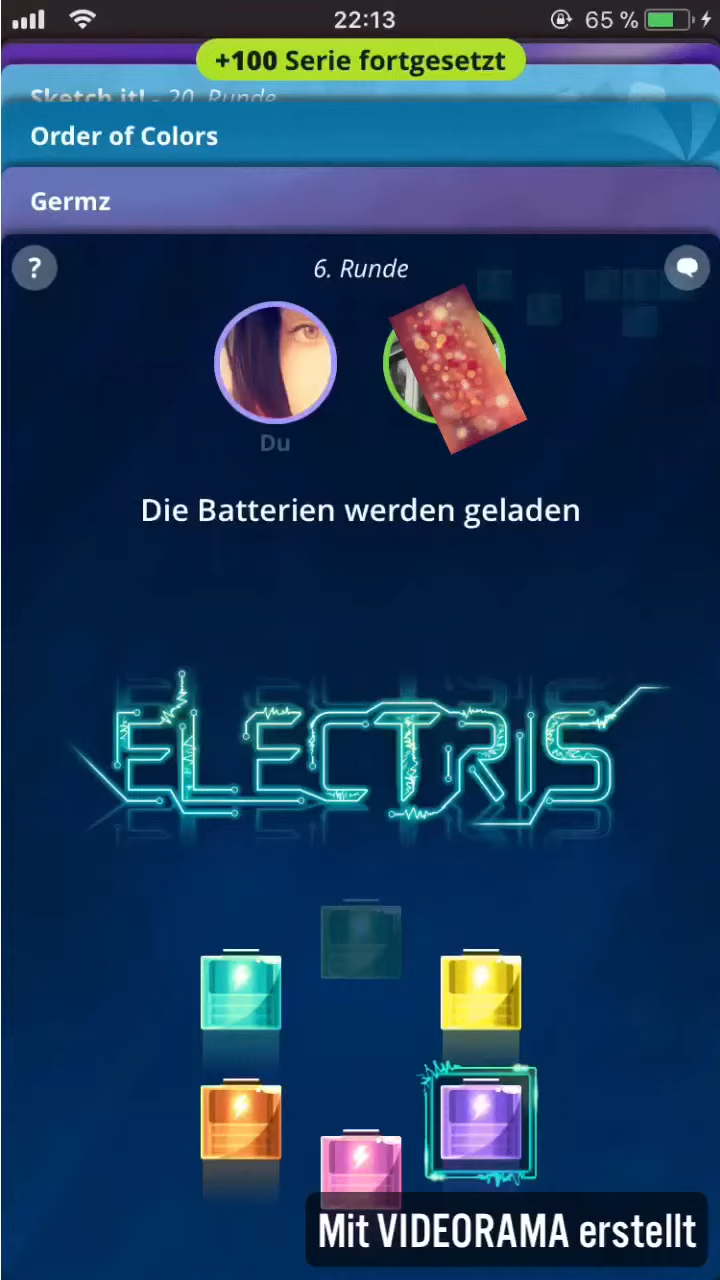 22:13
65 %
+100 Serie fortgesetzt
Sketch it! - 20. Runde
Order of Colors
Germz
?
6. Runde
Du
Die Batterien werden geladen
ELECTRIS
Mit VIDEORAMA erstellt